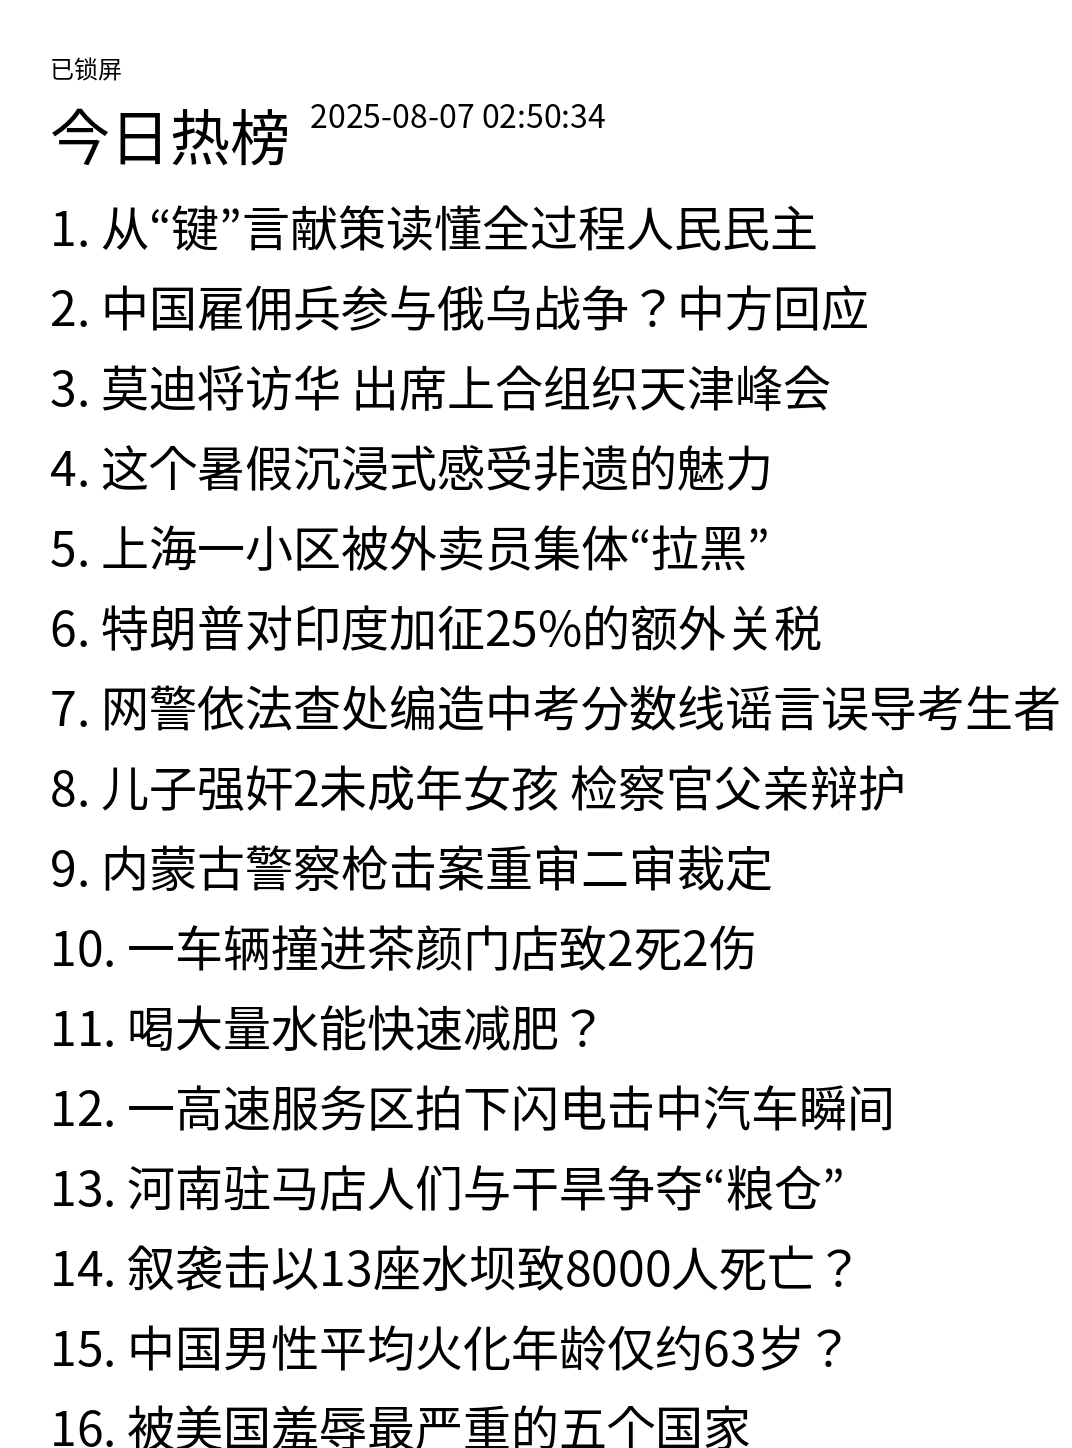 已锁屏
今日热榜 2025-08-07 02:50:34
1. 从“键”言献策读懂全过程人民民主
2. 中国雇佣兵参与俄乌战争？中方回应
3. 莫迪将访华 出席上合组织天津峰会
4. 这个暑假沉浸式感受非遗的魅力
5. 上海一小区被外卖员集体“拉黑”
6. 特朗普对印度加征25%的额外关税
7. 网警依法查处编造中考分数线谣言误导考生者
8. 儿子强奸2未成年女孩 检察官父亲辩护
9. 内蒙古警察枪击案重审二审裁定
10. 一车辆撞进茶颜门店致2死2伤
11. 喝大量水能快速减肥？
12. 一高速服务区拍下闪电击中汽车瞬间
13. 河南驻马店人们与干旱争夺“粮仓”
14. 叙袭击以13座水坝致8000人死亡？
15. 中国男性平均火化年龄仅约63岁？
16. 被美国羞辱最严重的五个国家